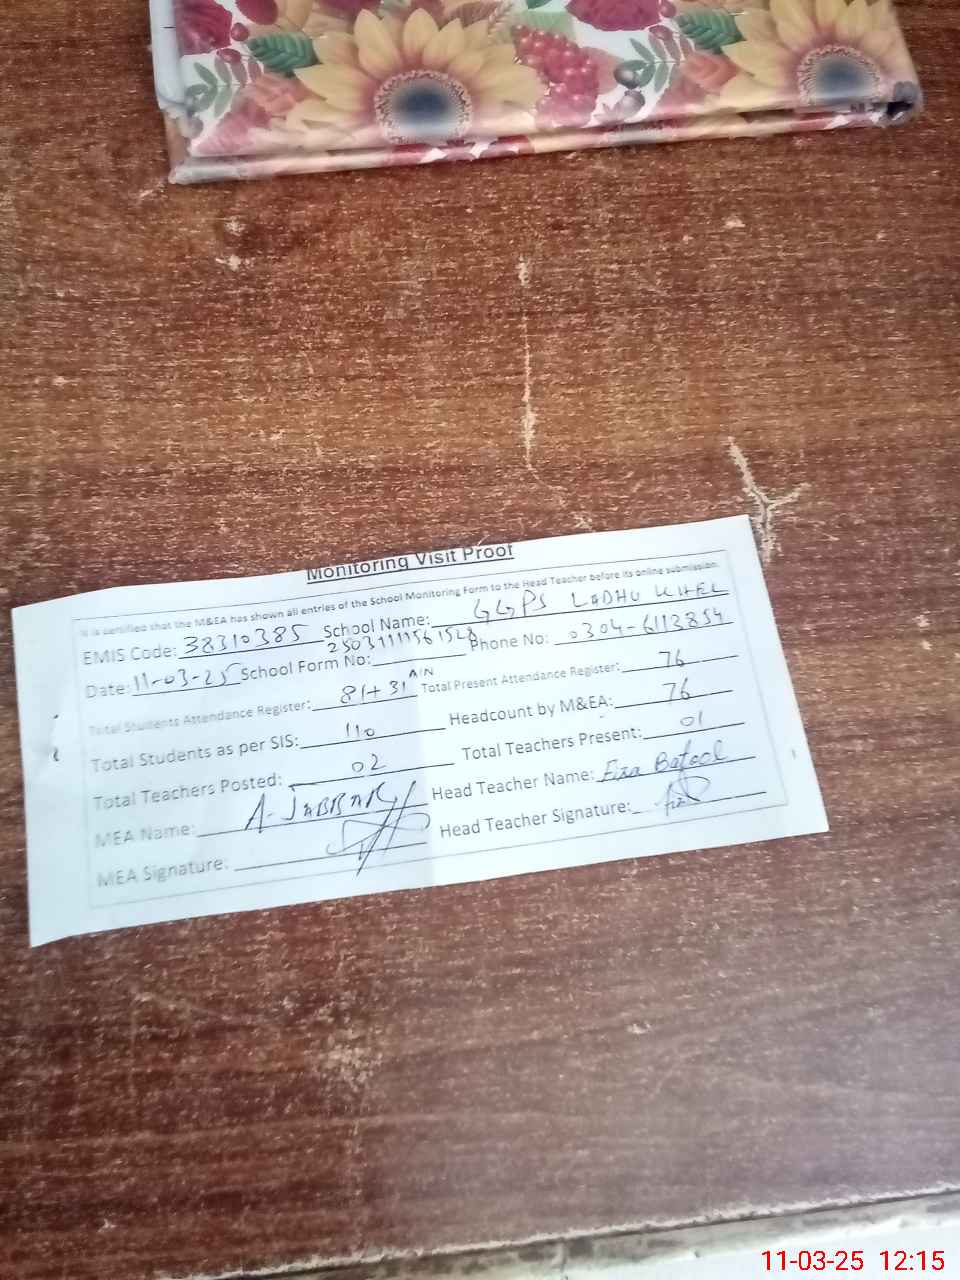 Monitoring Visit Proof
It is certified that the M&EA has shown all entries of the School Monitoring Form to the Head Teacher before its online submission.
EMIS Code: 38310385 School Name: GGPS LADHU KHEL
Date: 11-03-25 School Form No: 25031111561528 Phone No: 0304-6113854
Total Students Attendance Register: 81+31 A/N Total Present Attendance Register: 76
Total Students as per SIS: 110 Headcount by M&EA: 76
Total Teachers Posted: 02 Total Teachers Present: 01
MEA Name: A-JABBAR Head Teacher Name: Fiza Batool
MEA Signature: Head Teacher Signature:
11-03-25 12:15